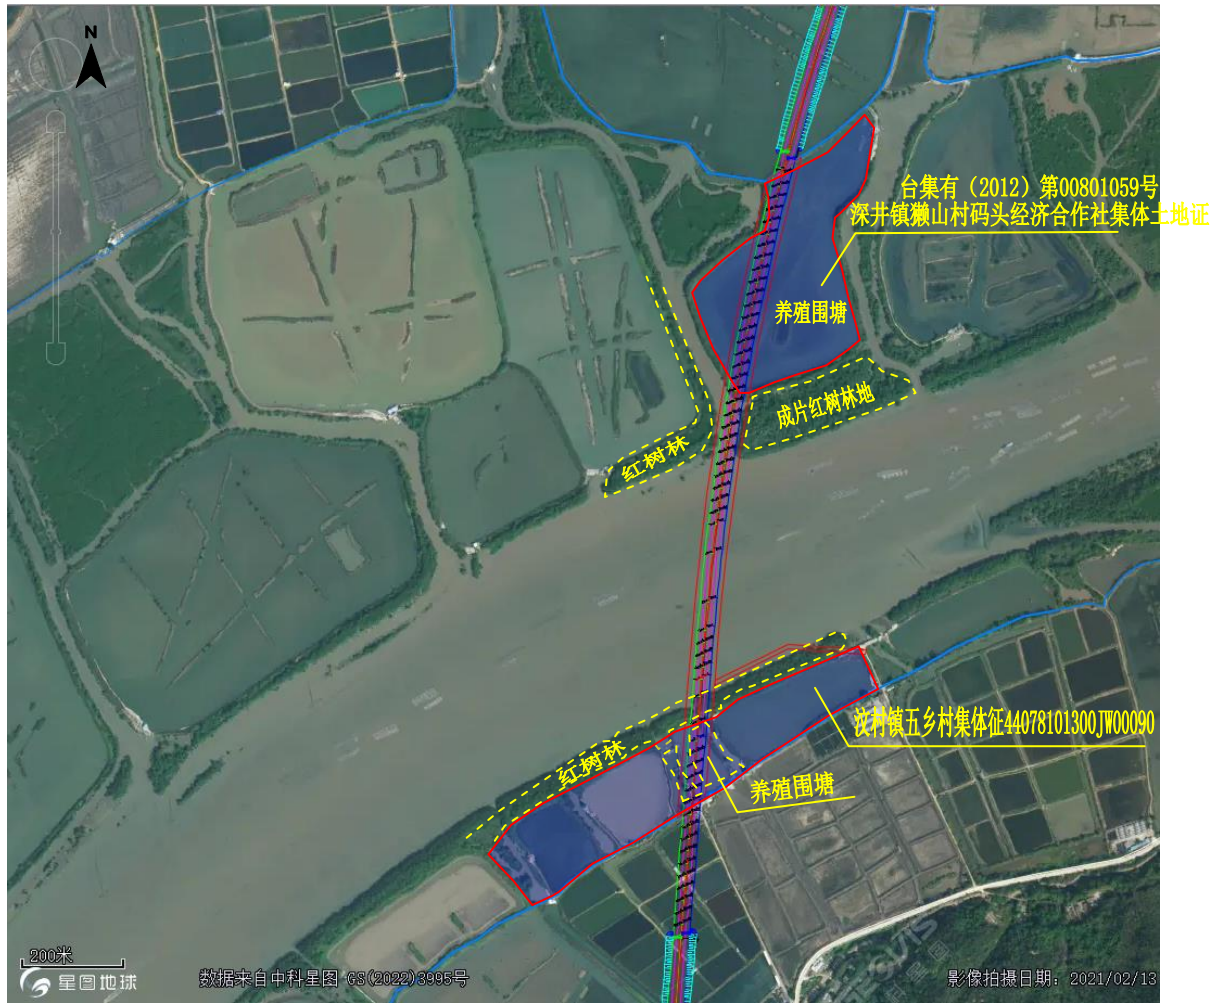 N
台集有（2012）第00801059号
深井镇獭山村码头经济合作社集体土地证
养殖围塘
成片红树林地
红树林
汶村镇五乡村集体征44078101300JW00090
红树林
养殖围塘
200米
星图地球
数据来自中科星图 GS(2022)3995号
影像拍摄日期: 2021/02/13